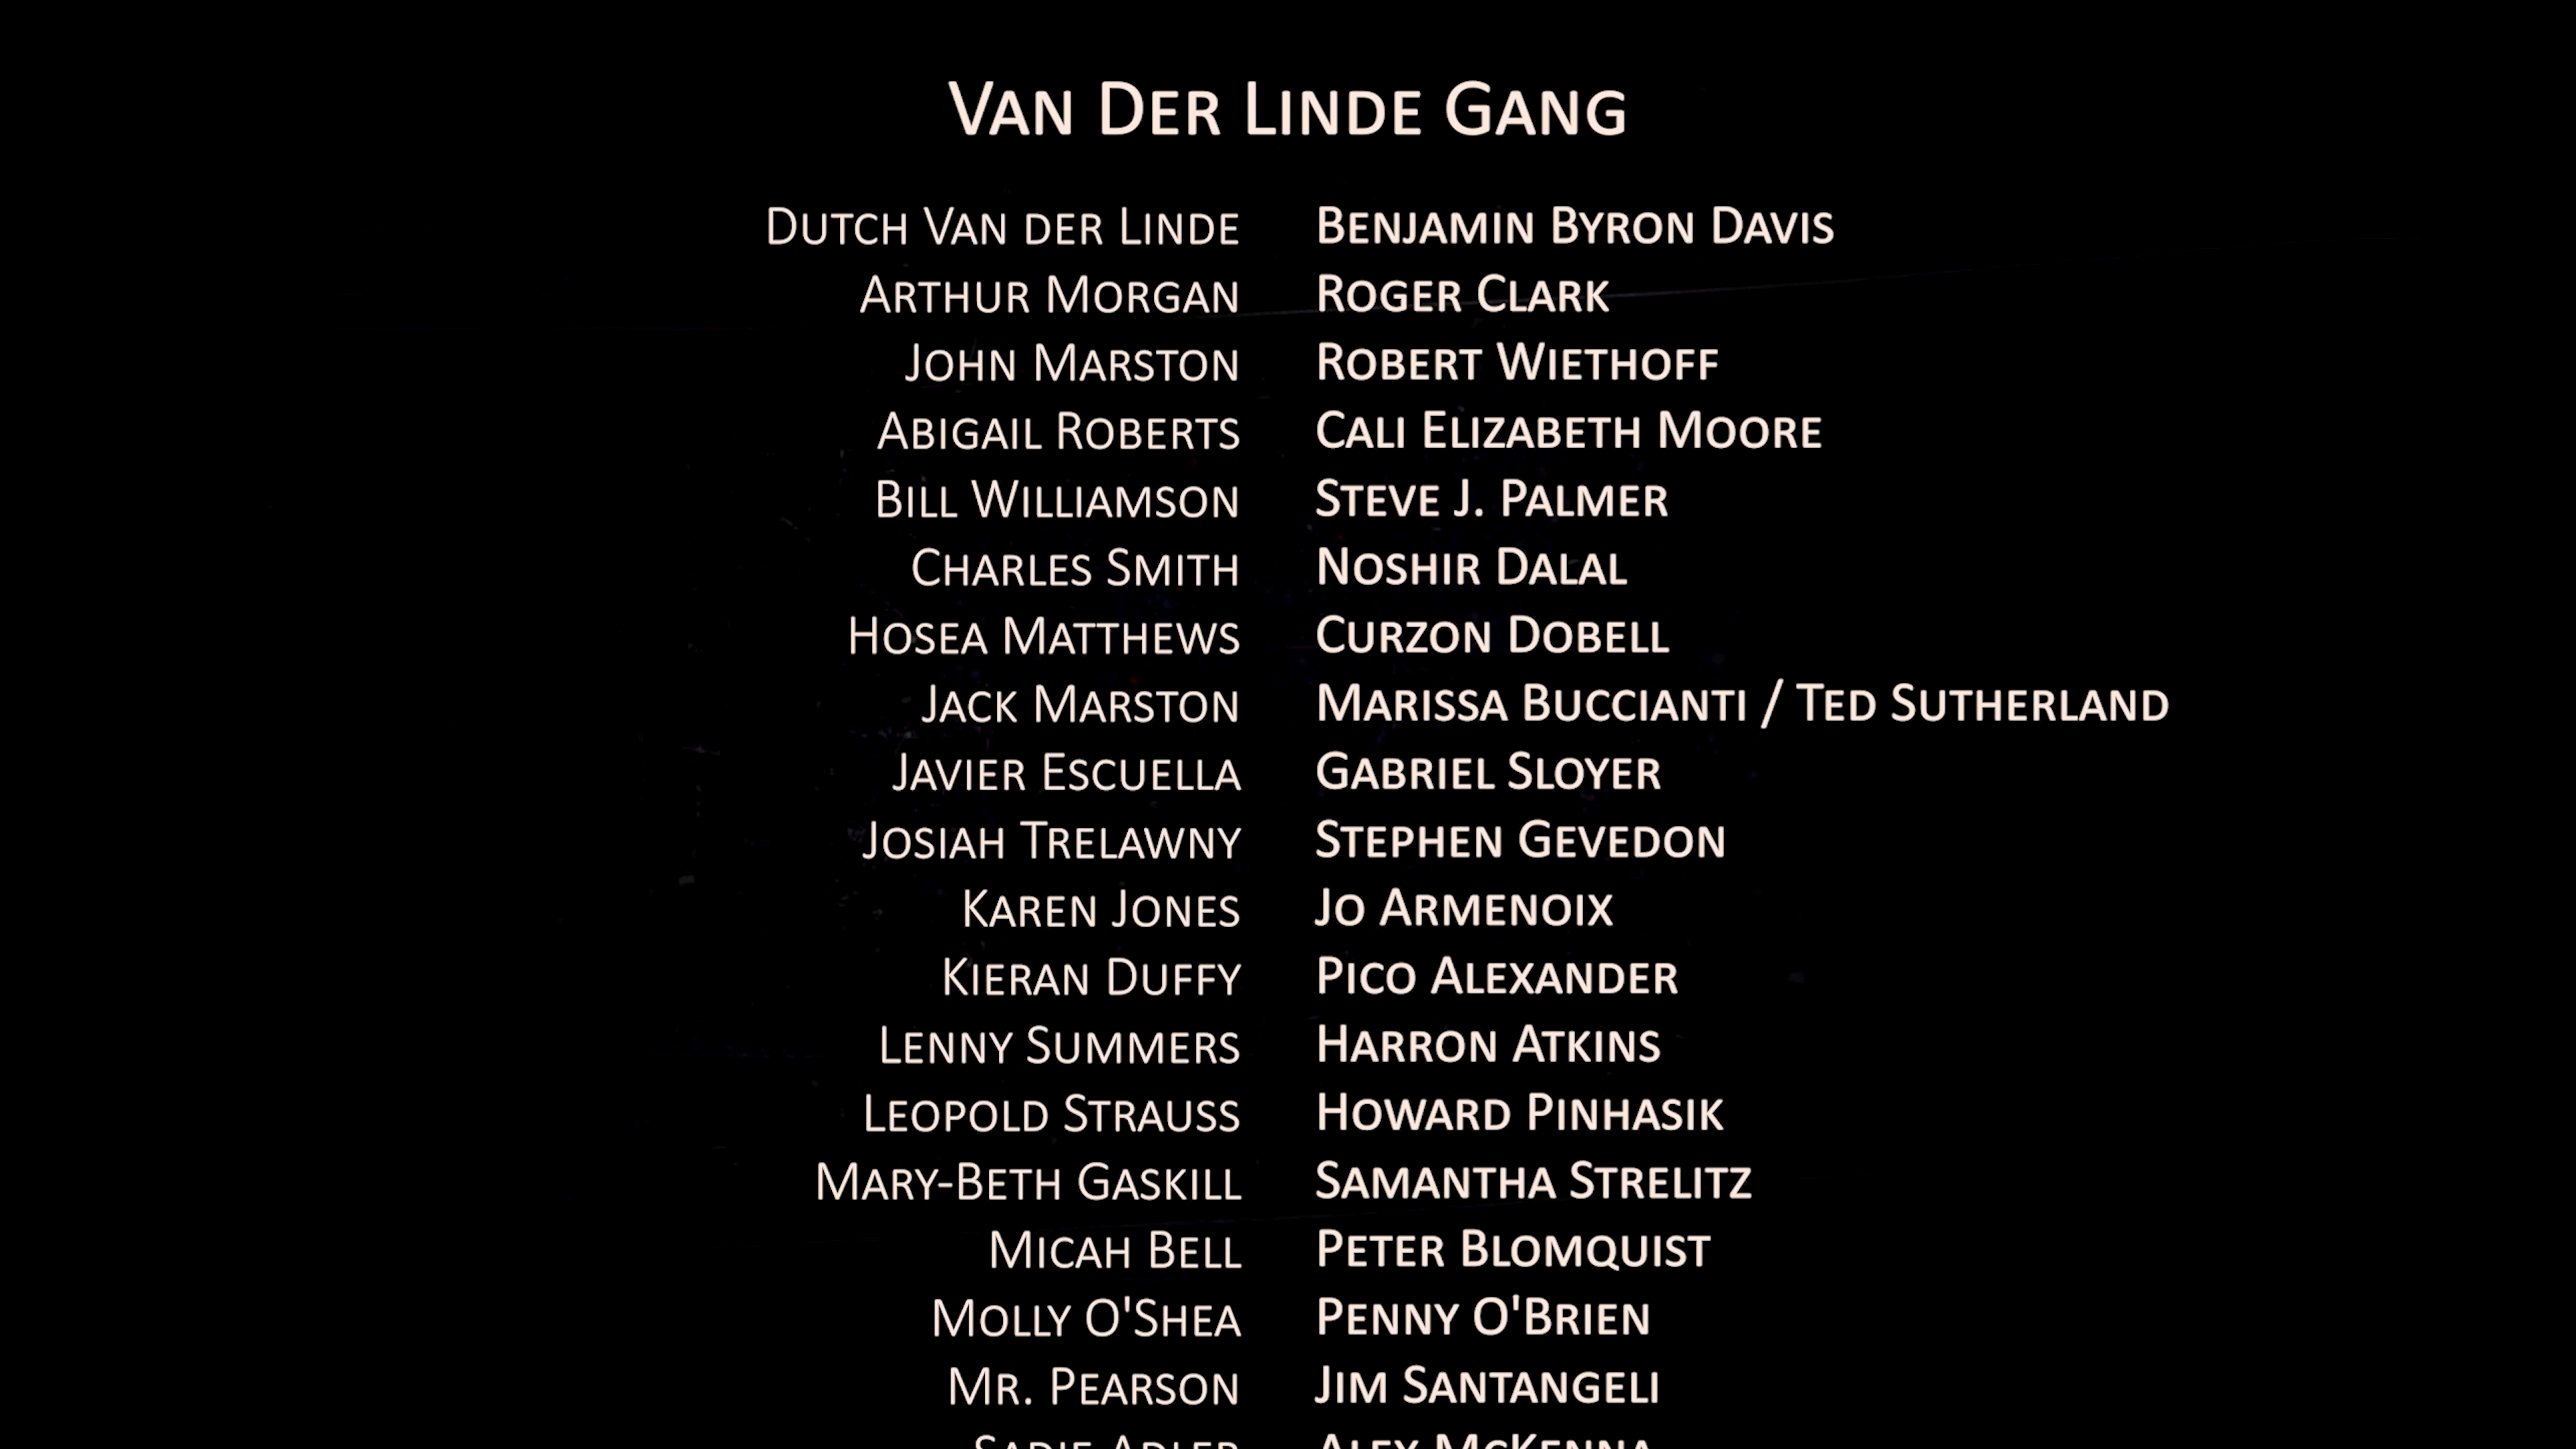 Van Der Linde Gang
Dutch Van der Linde Benjamin Byron Davis
Arthur Morgan Roger Clark
John Marston Robert Wiethoff
Abigail Roberts Cali Elizabeth Moore
Bill Williamson Steve J. Palmer
Charles Smith Noshir Dalal
Hosea Matthews Curzon Dobell
Jack Marston Marissa Buccianti / Ted Sutherland
Javier Escuella Gabriel Sloyer
Josiah Trelawny Stephen Gevedon
Karen Jones Jo Armenoix
Kieran Duffy Pico Alexander
Lenny Summers Harron Atkins
Leopold Strauss Howard Pinhasik
Mary-Beth Gaskill Samantha Strelitz
Micah Bell Peter Blomquist
Molly O'Shea Penny O'Brien
Mr. Pearson Jim Santangeli
Sadie Adler Alex McKenna